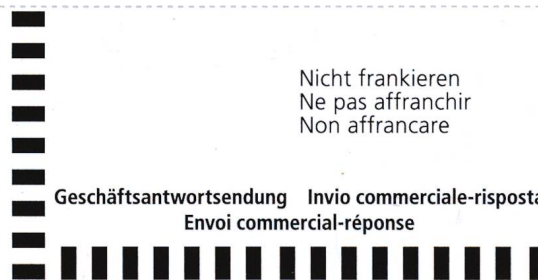 Nicht frankieren
Ne pas affranchir
Non affrancare
Geschäftsantwortsendung Invio commerciale-risposta
Envoi commercial-réponse